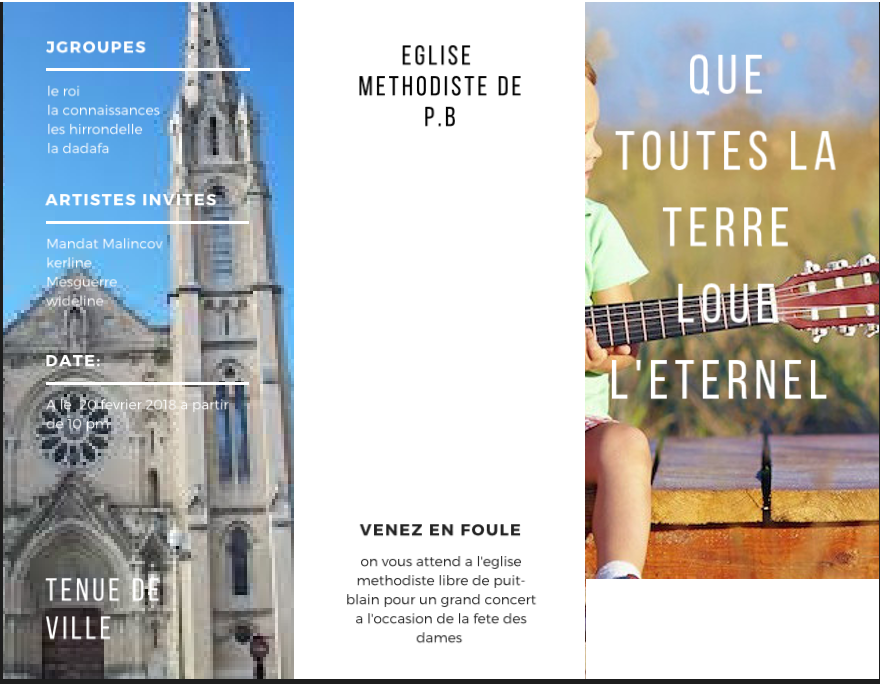 JGROUPES
le roi
la connaissances
les hirrondelle
la dadafa
ARTISTES INVITES
Mandat Malincov
kerline
Mesguerre
wideline
DATE:
A le 20 fevrier 2018 a partir
de 10 pm
TENUE DE
VILLE
EGLISE
METHODISTE DE
P.B
VENEZ EN FOULE
on vous attend a l'eglise
methodiste libre de puit-
blain pour un grand concert
a l'occasion de la fete des
dames
QUE
TOUTES LA
TERRE
LOUE
L'ETERNEL